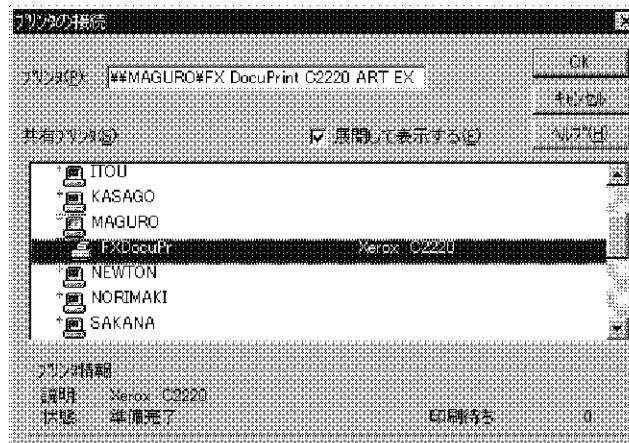 プリンタの接続
プリンタ(P): ¥¥MAGURO¥FX DocuPrint C2220 ART EX
OK
キャンセル
共有プリンタ(S):
展開して表示する(E)
ヘルプ(H)
ITOU
KASAGO
MAGURO
FXDocuPr Xerox C2220
NEWTON
NORIMAKI
SAKANA
プリンタ情報
説明: Xerox C2220
状態: 準備完了 印刷待ち: 0